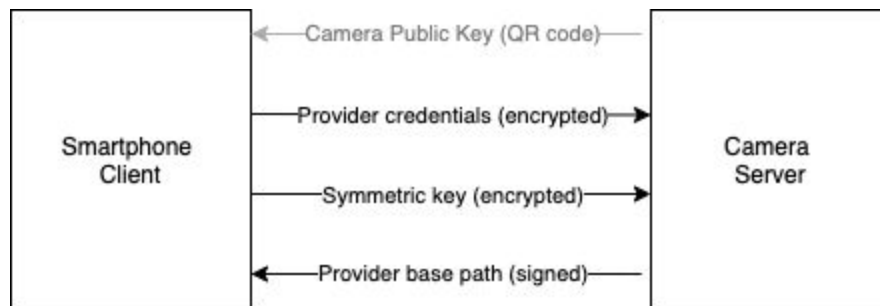 Camera Public Key (QR code)
Provider credentials (encrypted)
Smartphone
Client
Camera
Server
Symmetric key (encrypted)
Provider base path (signed)